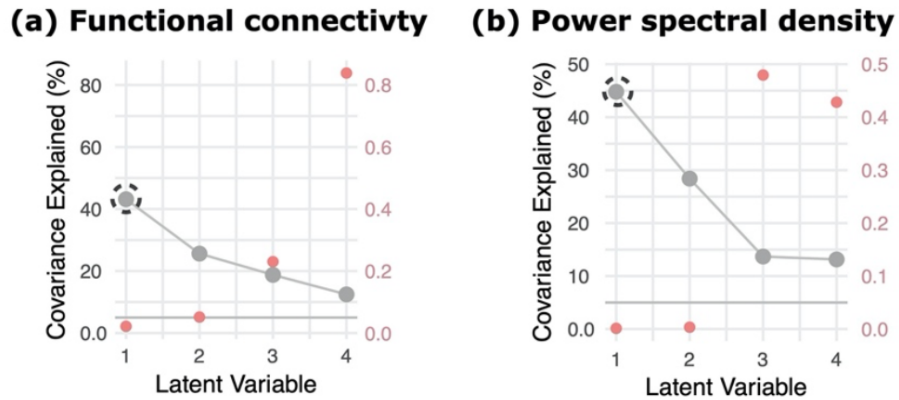 (a) Functional connectivty
Covariance Explained (%)
80
60
40
20
0.0
0.8
0.6
0.4
0.2
0.0
1 2 3 4
Latent Variable
(b) Power spectral density
Covariance Explained (%)
50
40
30
20
10
0.0
0.5
0.4
0.3
0.2
0.1
0.0
1 2 3 4
Latent Variable